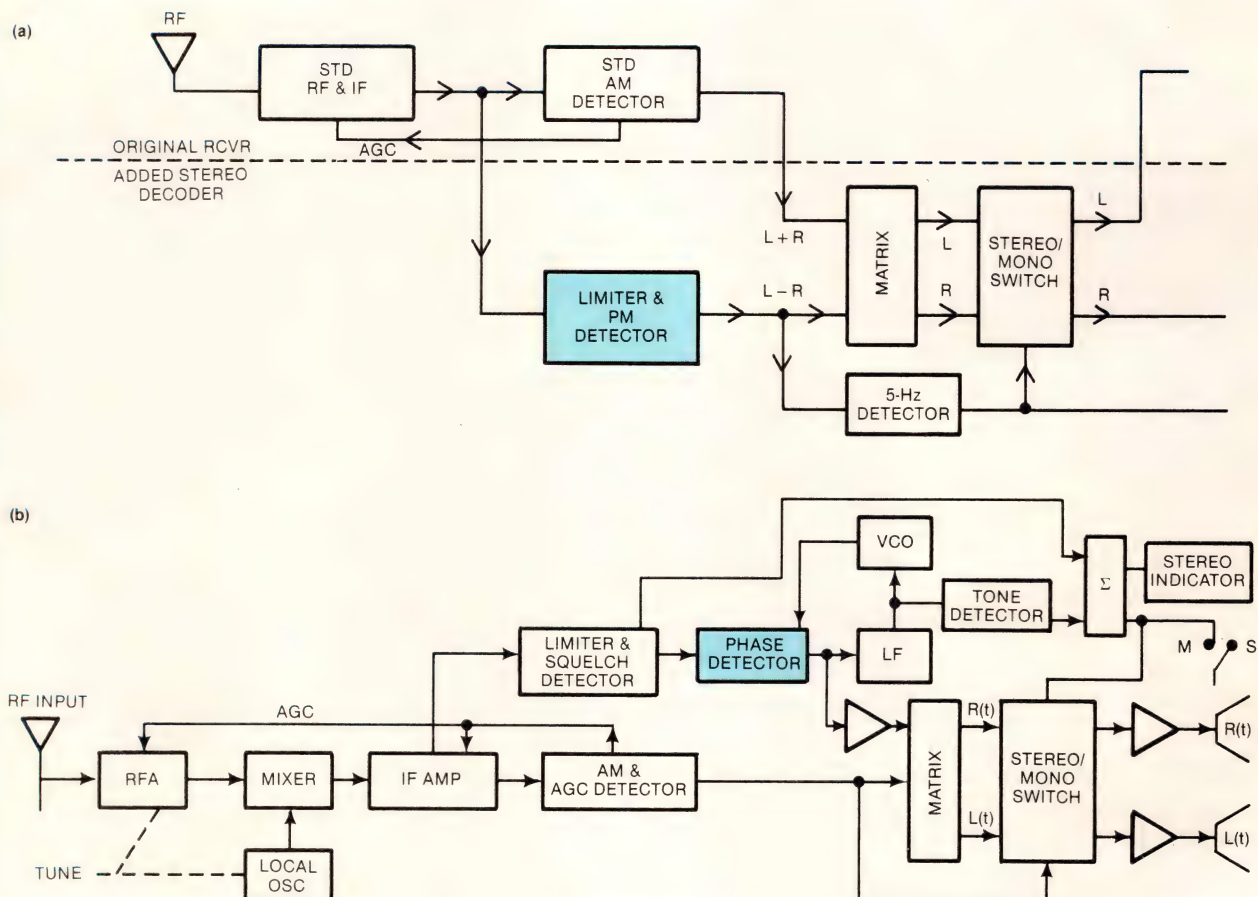 (a)
RF
STD
RF & IF
STD
AM
DETECTOR
AGC
ORIGINAL RCVR
ADDED STEREO
DECODER
L + R
L − R
LIMITER &
PM
DETECTOR
MATRIX
L
R
STEREO/
MONO
SWITCH
L
R
5-Hz
DETECTOR
(b)
VCO
TONE
DETECTOR
Σ
STEREO
INDICATOR
LIMITER &
SQUELCH
DETECTOR
PHASE
DETECTOR
LF
M
S
RF INPUT
AGC
RFA
MIXER
IF AMP
AM &
AGC DETECTOR
MATRIX
R(t)
L(t)
STEREO/
MONO
SWITCH
R(t)
L(t)
TUNE
LOCAL
OSC